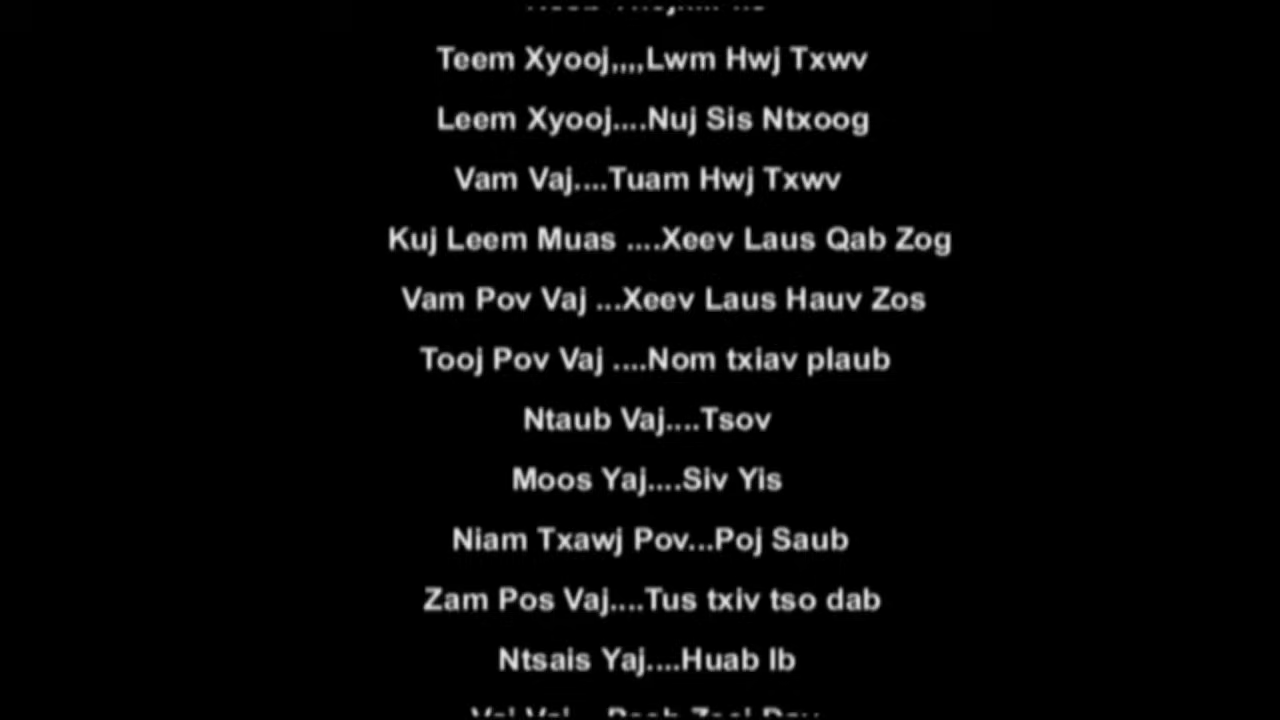 Teem Xyooj,,,,Lwm Hwj Txwv
Leem Xyooj....Nuj Sis Ntxoog
Vam Vaj....Tuam Hwj Txwv
Kuj Leem Muas ....Xeev Laus Qab Zog
Vam Pov Vaj ...Xeev Laus Hauv Zos
Tooj Pov Vaj ....Nom txiav plaub
Ntaub Vaj....Tsov
Moos Yaj....Siv Yis
Niam Txawj Pov...Poj Saub
Zam Pos Vaj....Tus txiv tso dab
Ntsais Yaj....Huab Ib